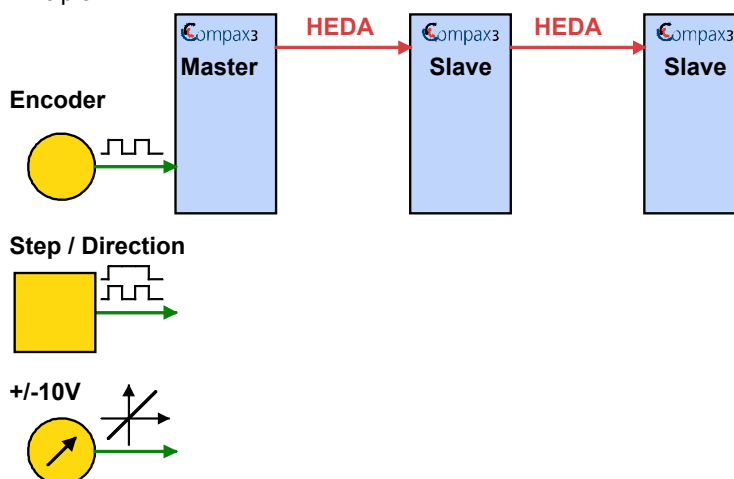 Compax3 HEDA Compax3 HEDA Compax3
Master Slave Slave
Encoder
Step / Direction
+/-10V